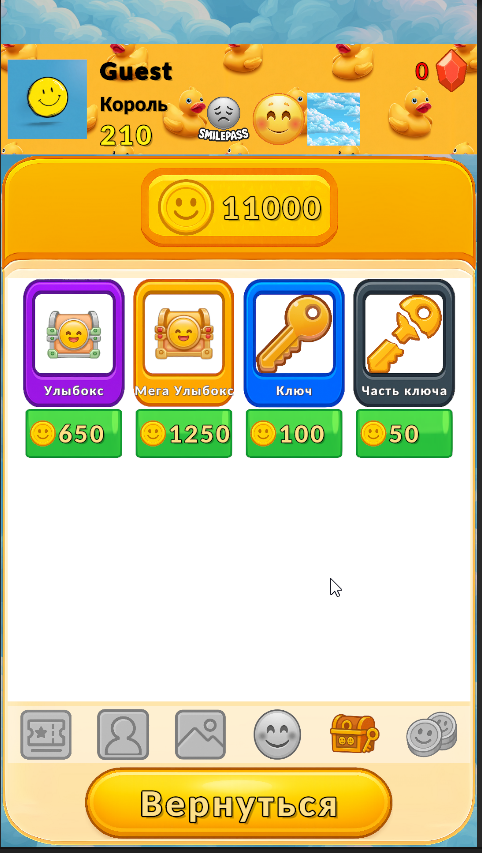 Guest
0
Король
210
SMILEPASS
11000
Улыбокс
Мега Улыбокс
Ключ
Часть ключа
650
1250
100
50
Вернуться